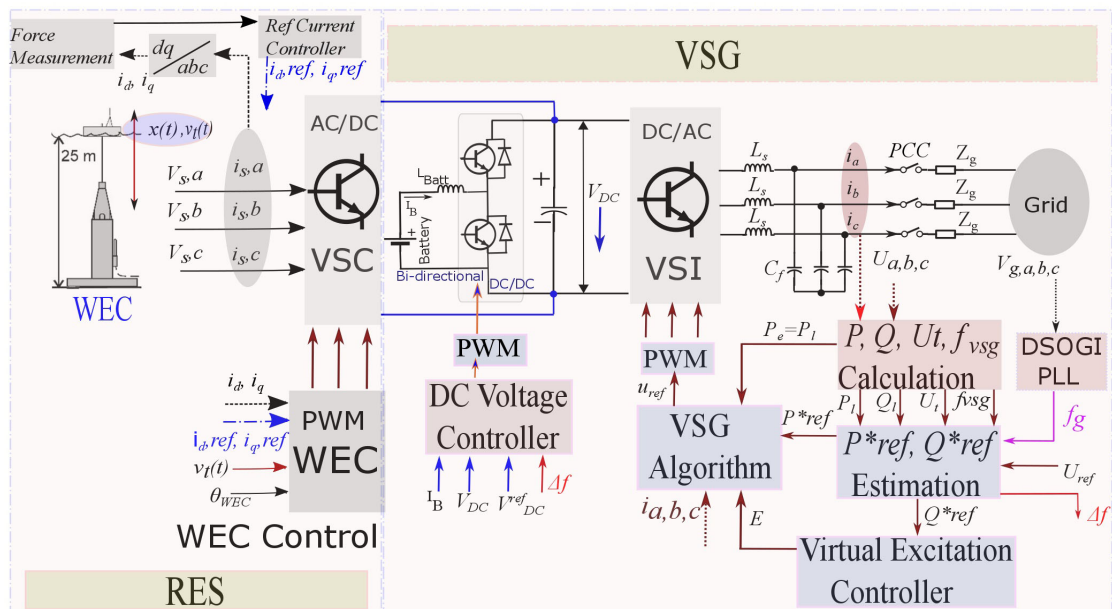 VSG
RES
Force
Measurement
dq
abc
Ref Current
Controller
i_d,ref, i_q,ref
i_d, i_q
x(t),v_t(t)
25 m
WEC
V_s,a
V_s,b
V_s,c
i_s,a
i_s,b
i_s,c
AC/DC
VSC
L_Batt
I_B
+
Battery
Bi-directional
DC/DC
+
V_DC
DC/AC
VSI
L_s
L_s
L_s
C_f
i_a
i_b
i_c
PCC
Z_g
Z_g
Z_g
Grid
U_a,b,c
V_g,a,b,c
PWM
DC Voltage
Controller
I_B
V_DC
V^ref_DC
Δf
i_d, i_q
i_d,ref, i_q,ref
v_t(t)
θ_WEC
PWM
WEC
WEC Control
PWM
u_ref
P_e=P_l
VSG
Algorithm
P*ref
i_a,b,c
E
P, Q, Ut, f_vsg
Calculation
P_l
Q_l
U_t
fvsg
DSOGI
PLL
f_g
P*ref, Q*ref
Estimation
U_ref
Δf
Q*ref
Virtual Excitation
Controller